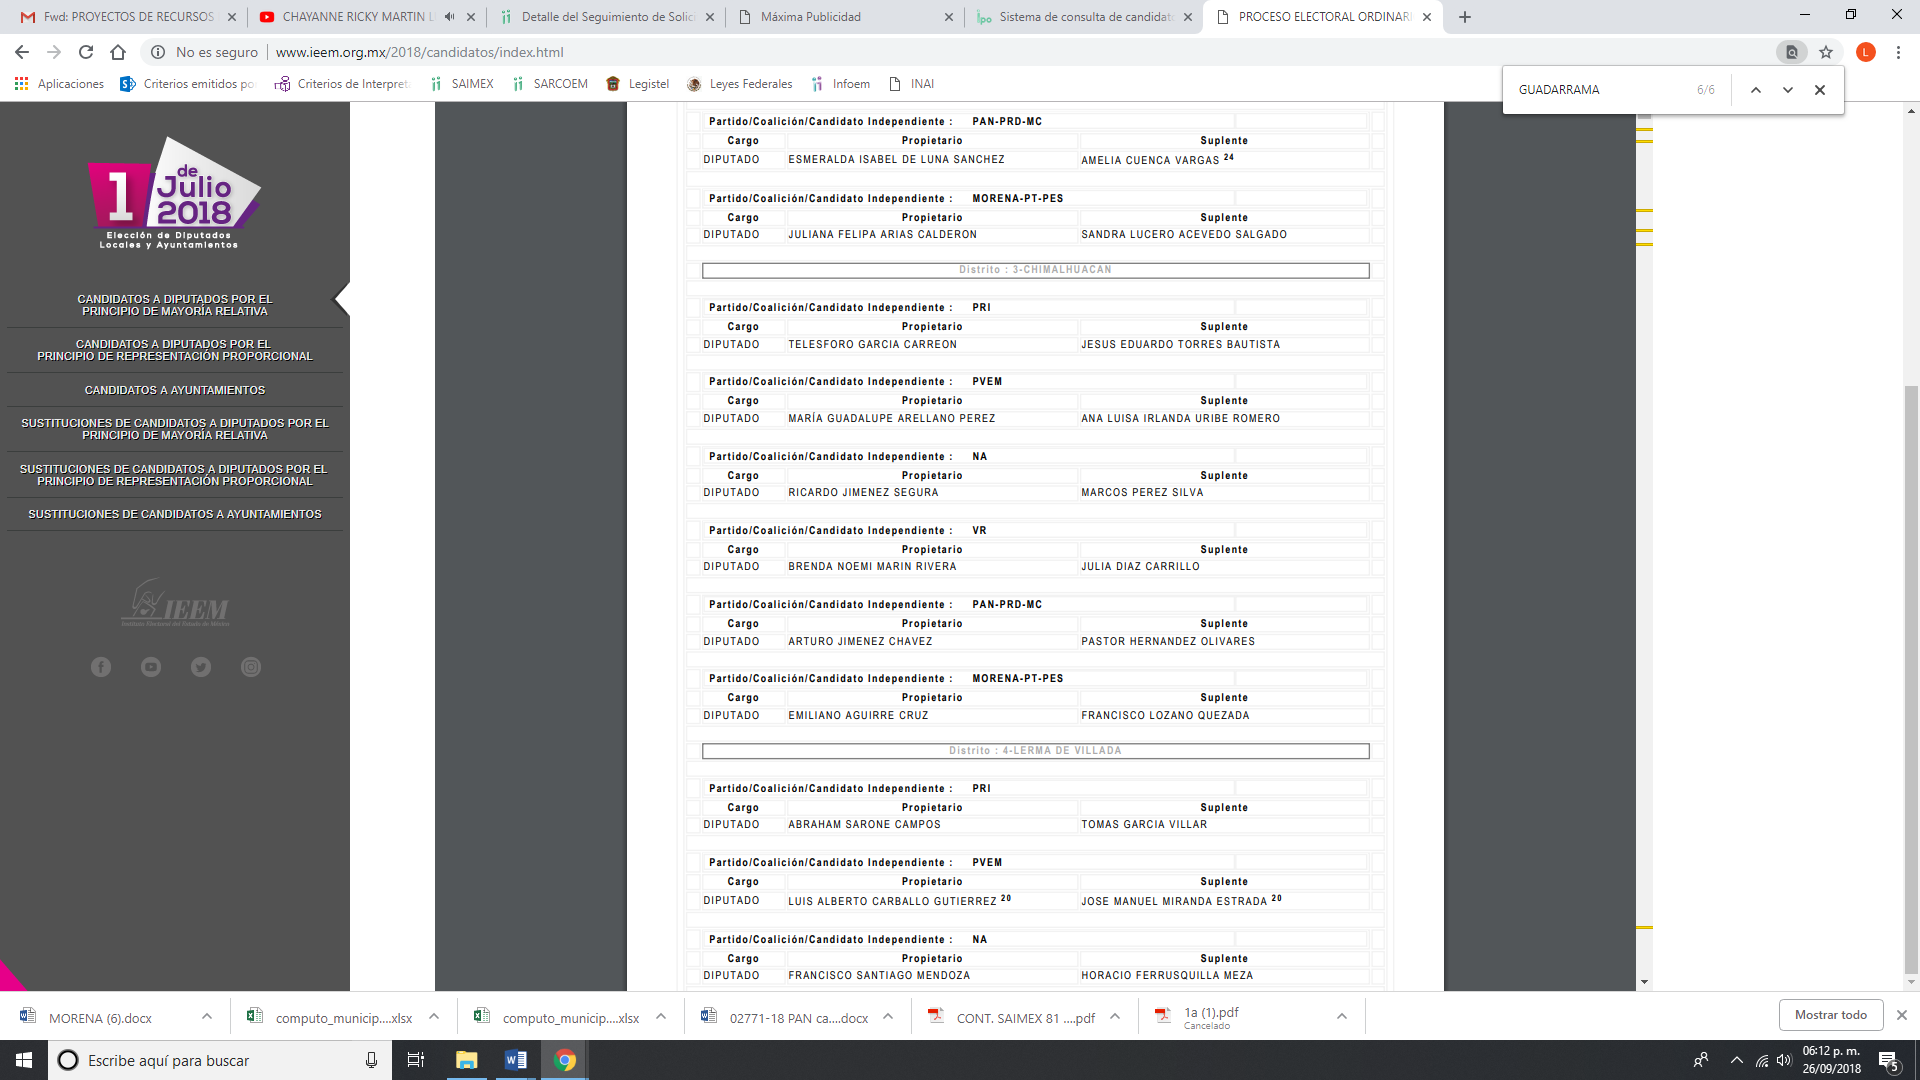 Fwd: PROYECTOS DE RECURSOS
CHAYANNE RICKY MARTIN L
Detalle del Seguimiento de Solici
Máxima Publicidad
ipo Sistema de consulta de candidat
PROCESO ELECTORAL ORDINARI
No es seguro
www.ieem.org.mx/2018/candidatos/index.html
L
Aplicaciones
Criterios emitidos po
Criterios de Interpret
SAIMEX
SARCOEM
Legistel
Leyes Federales
Infoem
INAI
GUADARRAMA 6/6
1 de Julio 2018
Elección de Diputados
Locales y Ayuntamientos
CANDIDATOS A DIPUTADOS POR EL
PRINCIPIO DE MAYORÍA RELATIVA
CANDIDATOS A DIPUTADOS POR EL
PRINCIPIO DE REPRESENTACIÓN PROPORCIONAL
CANDIDATOS A AYUNTAMIENTOS
SUSTITUCIONES DE CANDIDATOS A DIPUTADOS POR EL
PRINCIPIO DE MAYORÍA RELATIVA
SUSTITUCIONES DE CANDIDATOS A DIPUTADOS POR EL
PRINCIPIO DE REPRESENTACIÓN PROPORCIONAL
SUSTITUCIONES DE CANDIDATOS A AYUNTAMIENTOS
IEEM
Instituto Electoral del Estado de México
Partido/Coalición/Candidato Independiente : PAN-PRD-MC
Cargo Propietario Suplente
DIPUTADO ESMERALDA ISABEL DE LUNA SANCHEZ AMELIA CUENCA VARGAS 24
Partido/Coalición/Candidato Independiente : MORENA-PT-PES
Cargo Propietario Suplente
DIPUTADO JULIANA FELIPA ARIAS CALDERON SANDRA LUCERO ACEVEDO SALGADO
Distrito : 3-CHIMALHUACAN
Partido/Coalición/Candidato Independiente : PRI
Cargo Propietario Suplente
DIPUTADO TELESFORO GARCIA CARREON JESUS EDUARDO TORRES BAUTISTA
Partido/Coalición/Candidato Independiente : PVEM
Cargo Propietario Suplente
DIPUTADO MARÍA GUADALUPE ARELLANO PEREZ ANA LUISA IRLANDA URIBE ROMERO
Partido/Coalición/Candidato Independiente : NA
Cargo Propietario Suplente
DIPUTADO RICARDO JIMENEZ SEGURA MARCOS PEREZ SILVA
Partido/Coalición/Candidato Independiente : VR
Cargo Propietario Suplente
DIPUTADO BRENDA NOEMI MARIN RIVERA JULIA DIAZ CARRILLO
Partido/Coalición/Candidato Independiente : PAN-PRD-MC
Cargo Propietario Suplente
DIPUTADO ARTURO JIMENEZ CHAVEZ PASTOR HERNANDEZ OLIVARES
Partido/Coalición/Candidato Independiente : MORENA-PT-PES
Cargo Propietario Suplente
DIPUTADO EMILIANO AGUIRRE CRUZ FRANCISCO LOZANO QUEZADA
Distrito : 4-LERMA DE VILLADA
Partido/Coalición/Candidato Independiente : PRI
Cargo Propietario Suplente
DIPUTADO ABRAHAM SARONE CAMPOS TOMAS GARCIA VILLAR
Partido/Coalición/Candidato Independiente : PVEM
Cargo Propietario Suplente
DIPUTADO LUIS ALBERTO CARBALLO GUTIERREZ 20 JOSE MANUEL MIRANDA ESTRADA 20
Partido/Coalición/Candidato Independiente : NA
Cargo Propietario Suplente
DIPUTADO FRANCISCO SANTIAGO MENDOZA HORACIO FERRUSQUILLA MEZA
MORENA (6).docx
computo_municip....xlsx
computo_municip....xlsx
02771-18 PAN ca....docx
CONT. SAIMEX 81 ....pdf
1a (1).pdf
Cancelado
Mostrar todo
Escribe aquí para buscar
06:12 p. m.
26/09/2018
5